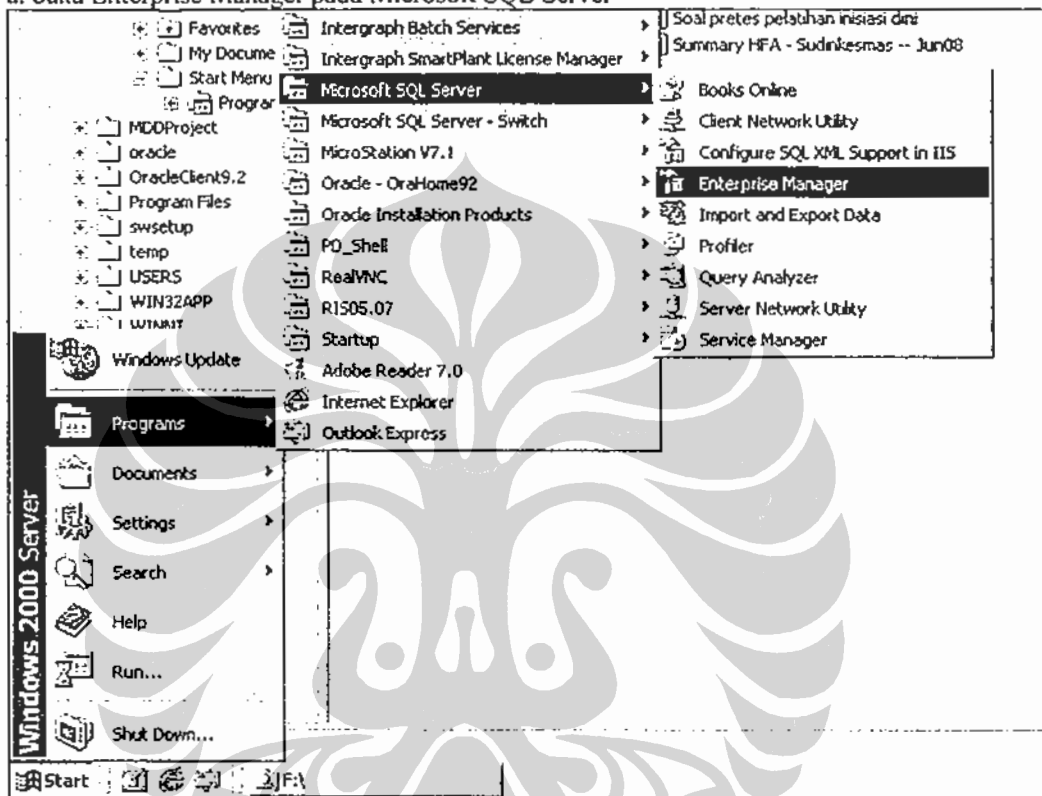 a. Buka Enterprise Manager pada Microsoft SQL Server
Favorites
My Docume
Start Menu
Prograr
MDDProject
oracle
OracleClient9.2
Program Files
swsetup
temp
USERS
WIN32APP
WINNT
Intergraph Batch Services
Intergraph SmartPlant License Manager
Microsoft SQL Server
Microsoft SQL Server - Switch
MicroStation V7.1
Oracle - OraHome92
Oracle Installation Products
PD_Shell
RealVNC
RIS05.07
Startup
Adobe Reader 7.0
Internet Explorer
Outlook Express
Soal pretes pelatihan inisiasi dini
Summary HFA - Sudinkesmas -- Jun08
Books Online
Client Network Utility
Configure SQL XML Support in IIS
Enterprise Manager
Import and Export Data
Profiler
Query Analyzer
Server Network Utility
Service Manager
Windows Update
Programs
Documents
Settings
Search
Help
Run...
Shut Down...
Windows 2000 Server
Start
F:\